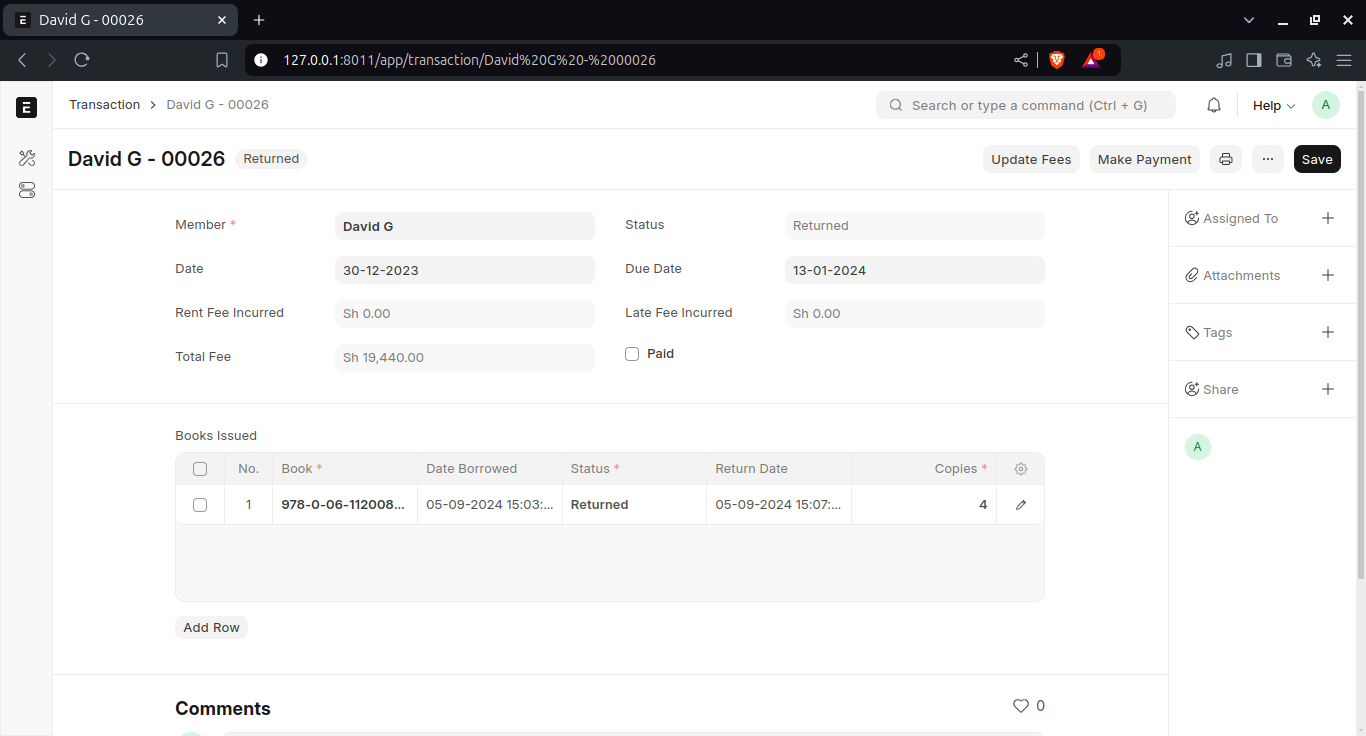 David G - 00026
127.0.0.1:8011/app/transaction/David%20G%20-%2000026
1
E
Transaction > David G - 00026
Search or type a command (Ctrl + G)
Help
A
David G - 00026 Returned
Update Fees Make Payment ... Save
Member * David G Status Returned
Date 30-12-2023 Due Date 13-01-2024
Rent Fee Incurred Sh 0.00 Late Fee Incurred Sh 0.00
Total Fee Sh 19,440.00 Paid
Assigned To +
Attachments +
Tags +
Share +
A
Books Issued
No. Book * Date Borrowed Status * Return Date Copies *
1 978-0-06-112008... 05-09-2024 15:03:... Returned 05-09-2024 15:07:... 4
Add Row
Comments 0